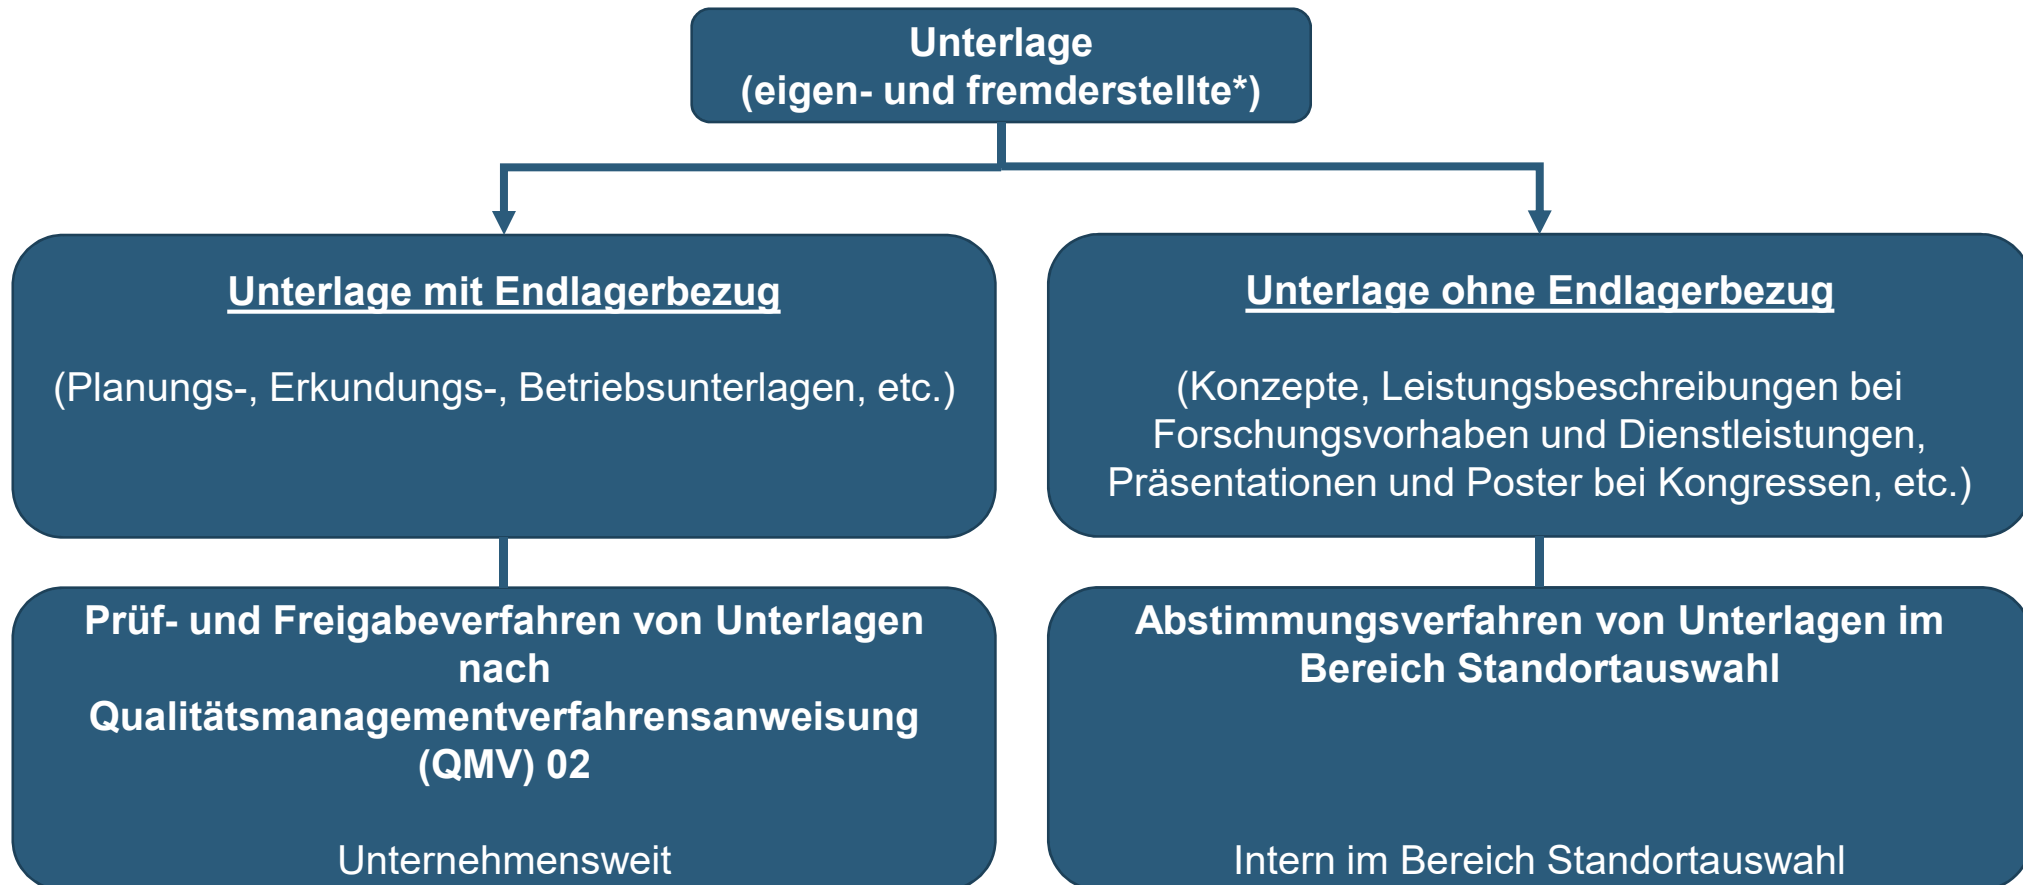 Unterlage
(eigen- und fremderstellte*)
Unterlage mit Endlagerbezug
(Planungs-, Erkundungs-, Betriebsunterlagen, etc.)
Unterlage ohne Endlagerbezug
(Konzepte, Leistungsbeschreibungen bei
Forschungsvorhaben und Dienstleistungen,
Präsentationen und Poster bei Kongressen, etc.)
Prüf- und Freigabeverfahren von Unterlagen
nach
Qualitätsmanagementverfahrensanweisung
(QMV) 02
Unternehmensweit
Abstimmungsverfahren von Unterlagen im
Bereich Standortauswahl
Intern im Bereich Standortauswahl